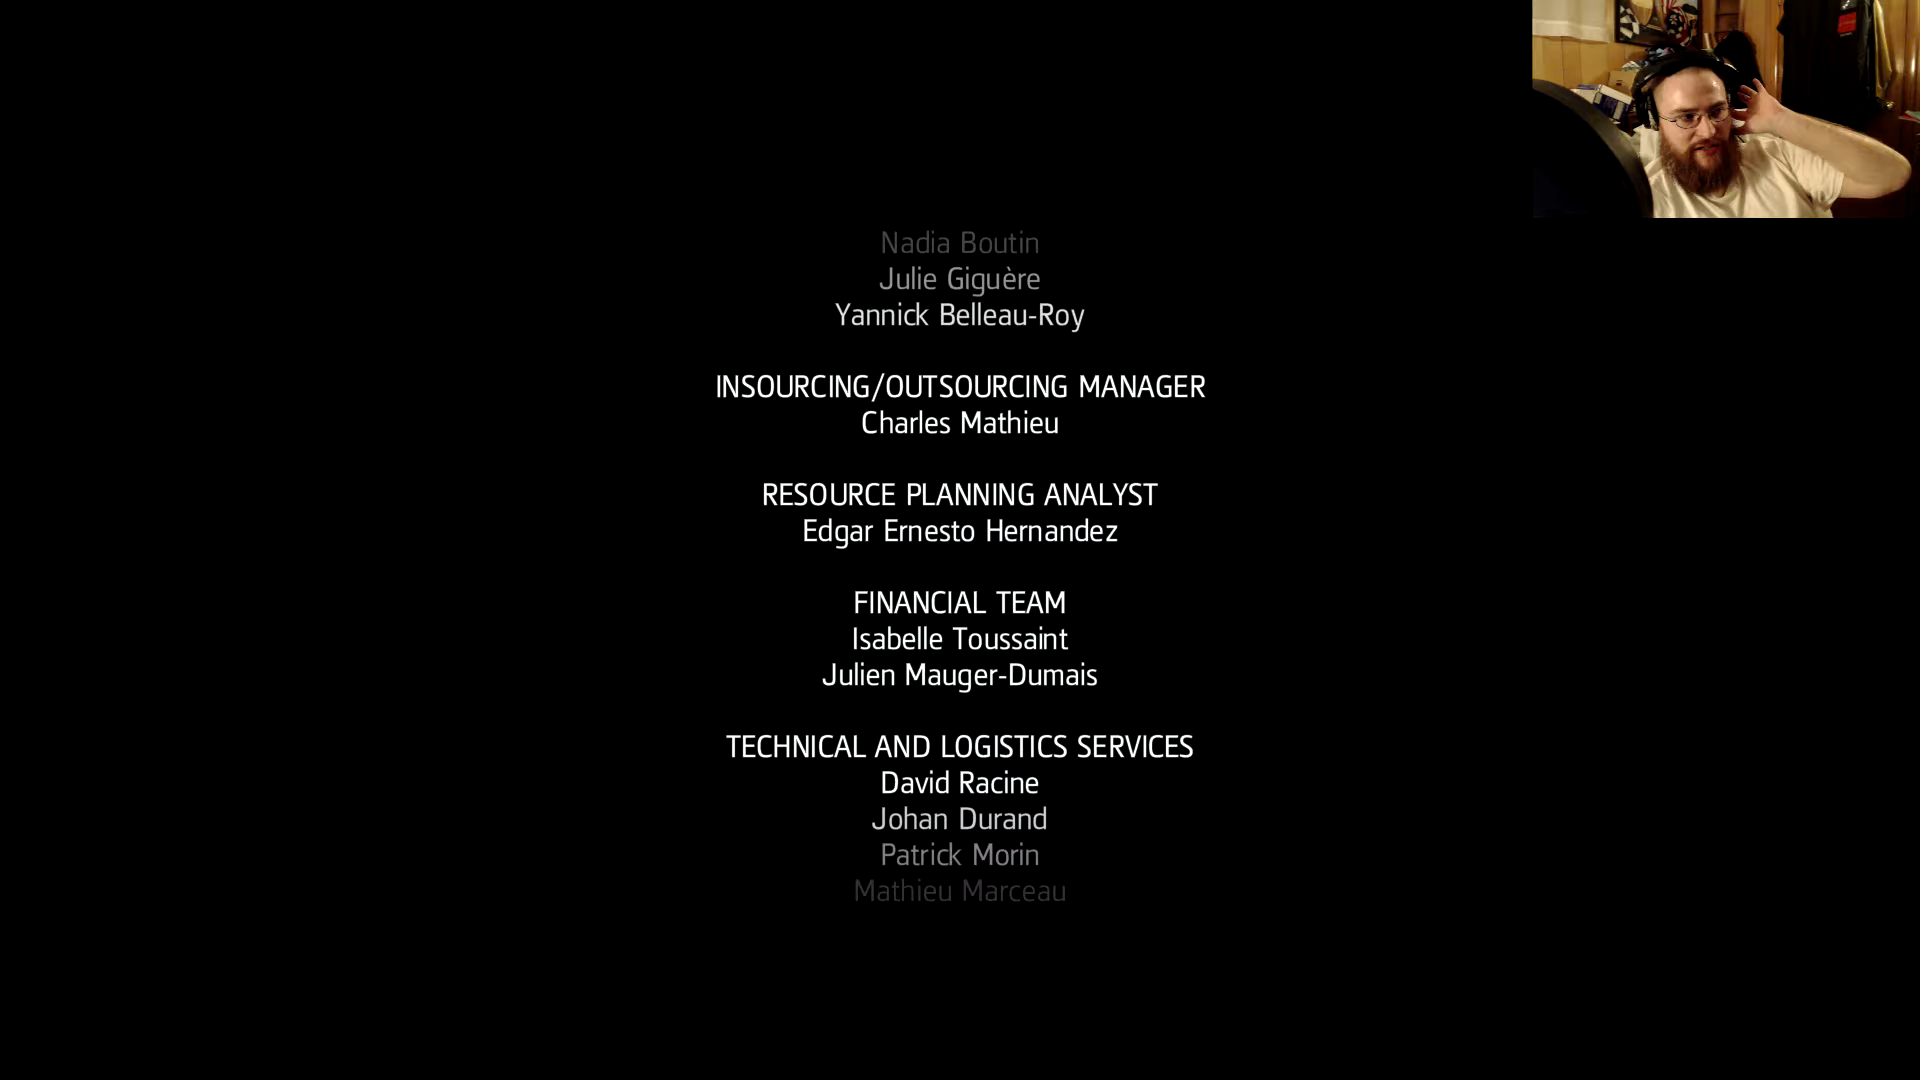 Nadia Boutin
Julie Giguère
Yannick Belleau-Roy
INSOURCING/OUTSOURCING MANAGER
Charles Mathieu
RESOURCE PLANNING ANALYST
Edgar Ernesto Hernandez
FINANCIAL TEAM
Isabelle Toussaint
Julien Mauger-Dumais
TECHNICAL AND LOGISTICS SERVICES
David Racine
Johan Durand
Patrick Morin
Mathieu Marceau